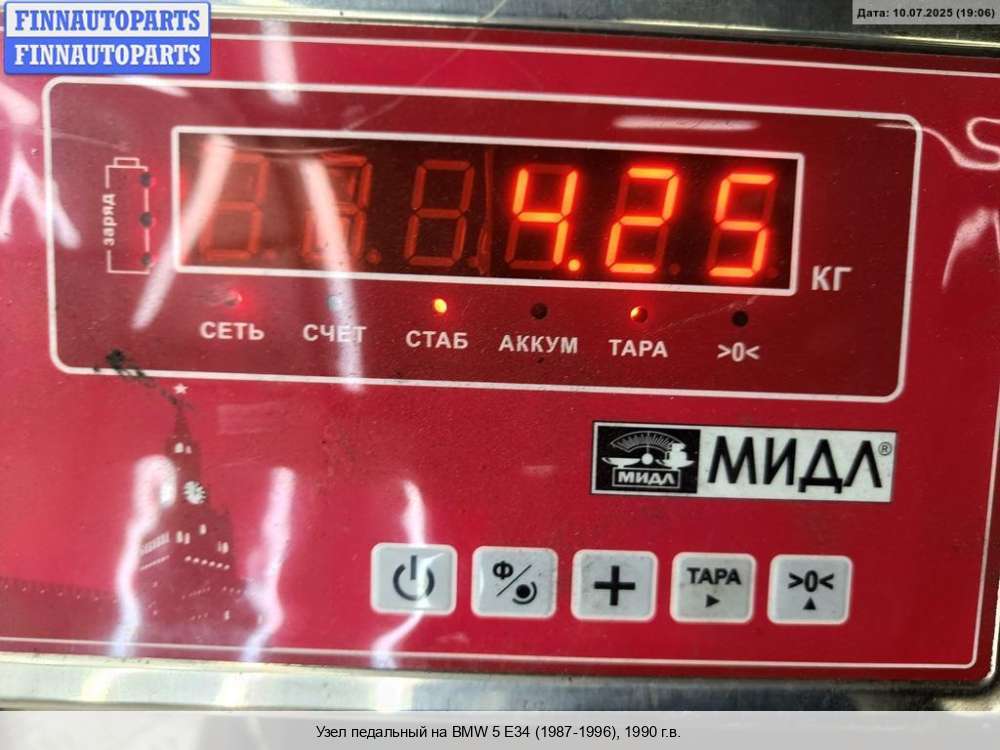 FINNAUTOPARTS
FINNAUTOPARTS
Дата: 10.07.2025 (19:06)
заряд
4.25
КГ
СЕТЬ СЧЕТ СТАБ АККУМ ТАРА >0<
МИДЛ МИДЛ®
Ф ТАРА >0<
Узел педальный на BMW 5 E34 (1987-1996), 1990 г.в.